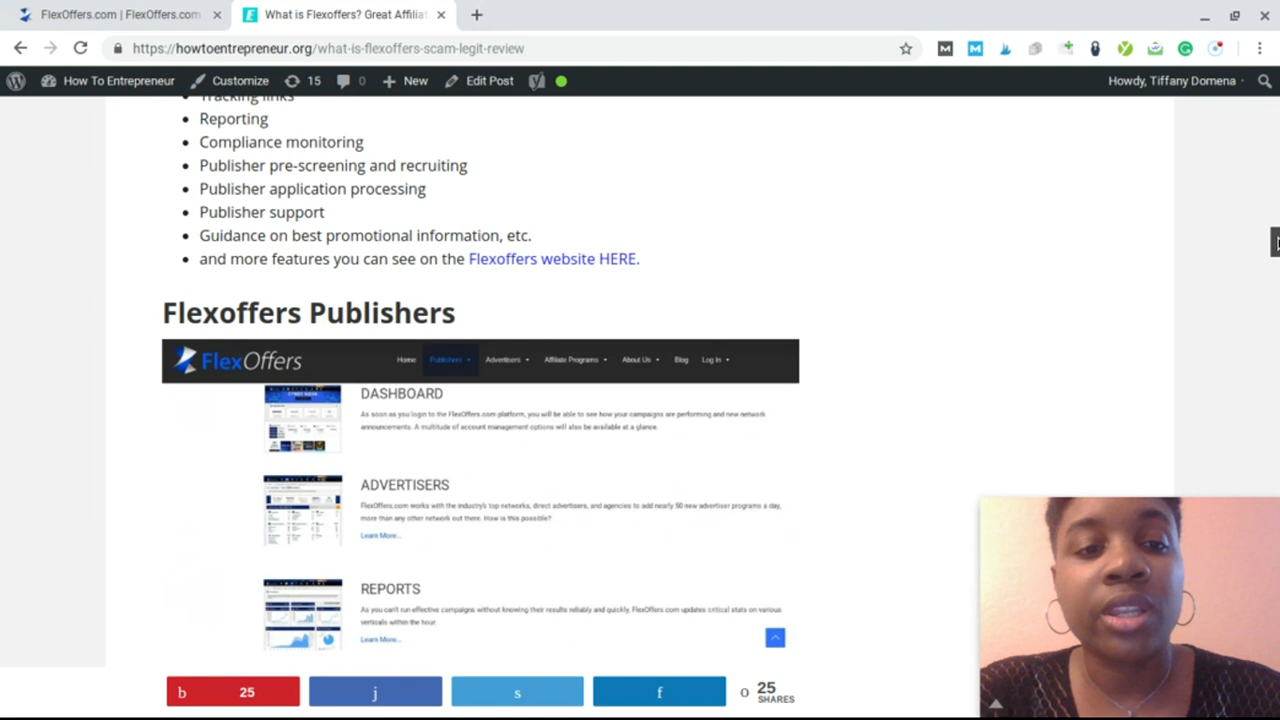 FlexOffers.com | FlexOffers.com
What is Flexoffers? Great Affilia
https://howtoentrepreneur.org/what-is-flexoffers-scam-legit-review
How To Entrepreneur Customize 15 0 New Edit Post Howdy, Tiffany Domena
Tracking links
Reporting
Compliance monitoring
Publisher pre-screening and recruiting
Publisher application processing
Publisher support
Guidance on best promotional information, etc.
and more features you can see on the Flexoffers website HERE.
Flexoffers Publishers
FlexOffers Home Publishers Advertisers Affiliate Programs About Us Blog Log In
DASHBOARD
As soon as you login to the FlexOffers.com platform, you will be able to see how your campaigns are performing and new network
announcements. A multitude of account management options will also be available at a glance.
ADVERTISERS
FlexOffers.com works with the industry's top networks, direct advertisers, and agencies to add nearly 50 new advertiser programs a day,
more than any other network out there. How is this possible?
Learn More...
REPORTS
As you can't run effective campaigns without knowing their results reliably and quickly, FlexOffers.com updates critical stats on various
verticals within the hour.
Learn More...
b 25 j s f o 25
SHARES